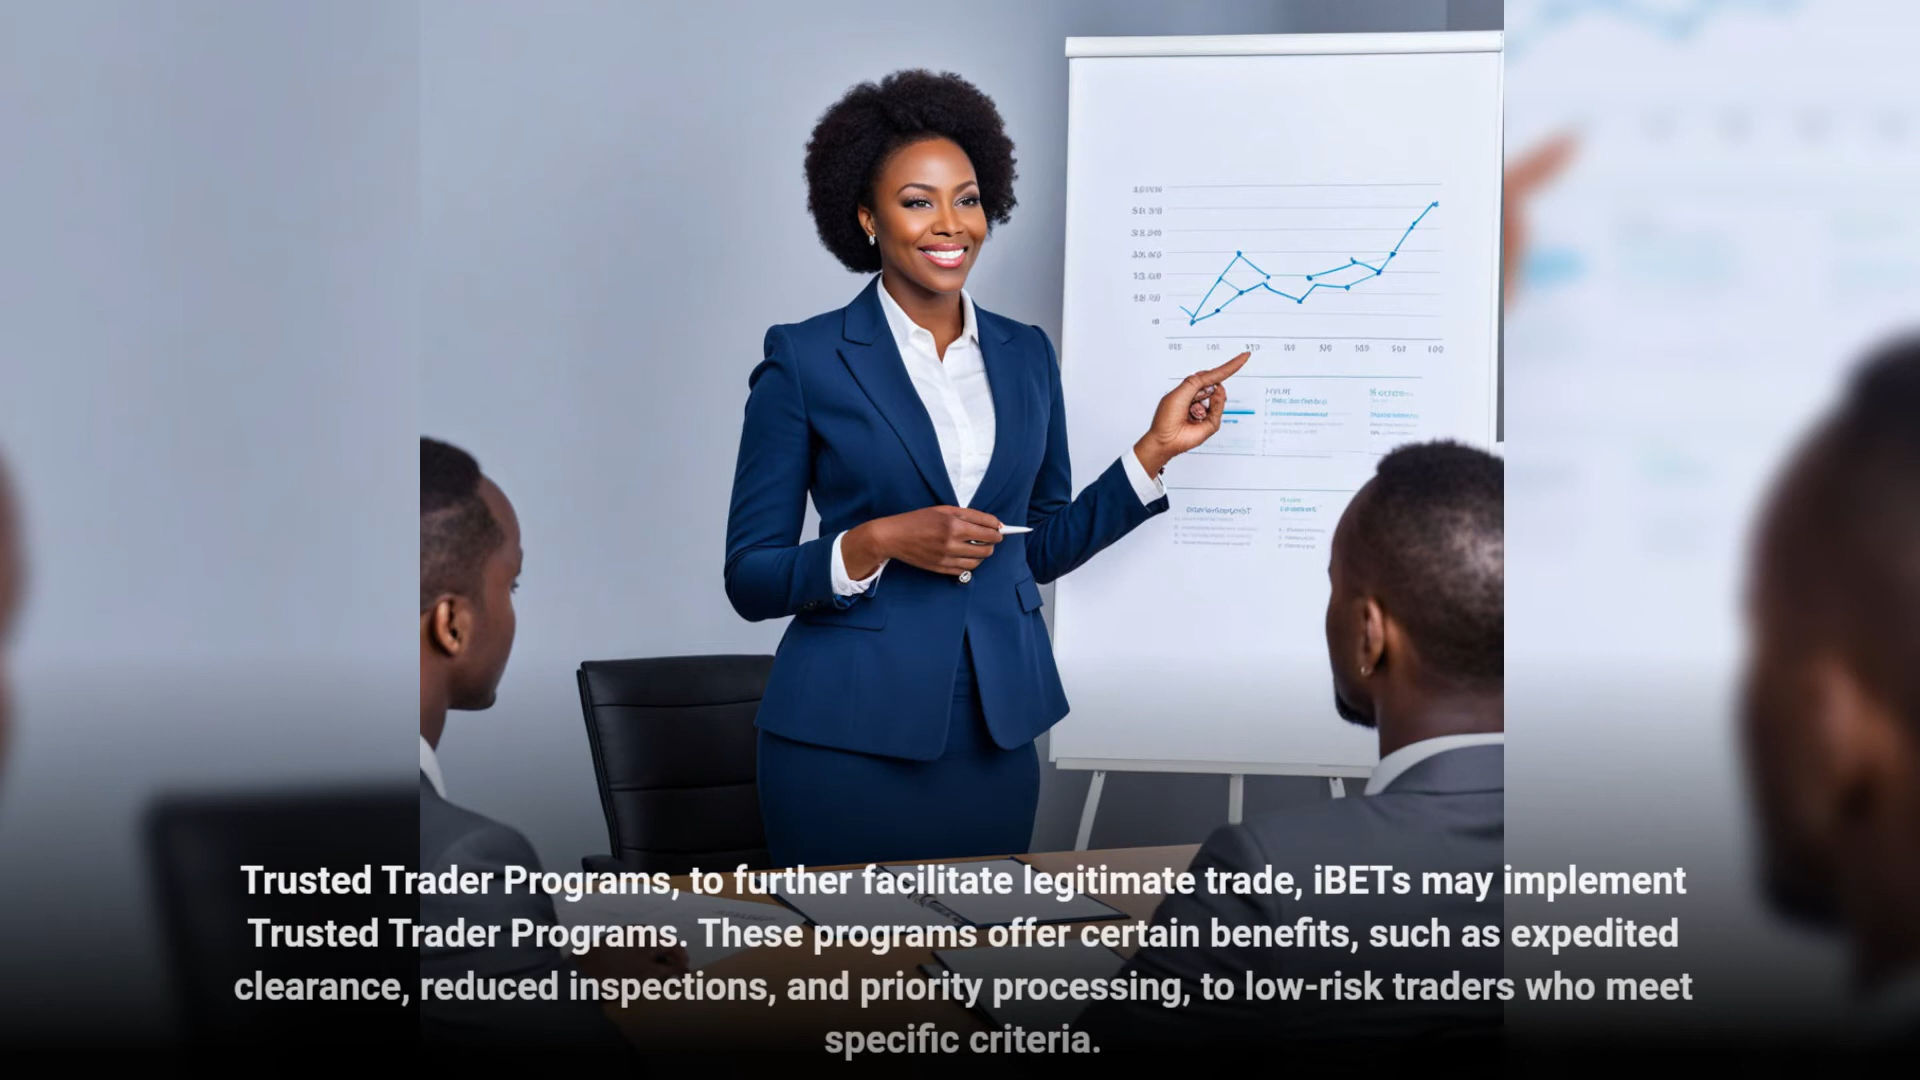 Trusted Trader Programs, to further facilitate legitimate trade, iBETs may implement
Trusted Trader Programs. These programs offer certain benefits, such as expedited
clearance, reduced inspections, and priority processing, to low-risk traders who meet
specific criteria.